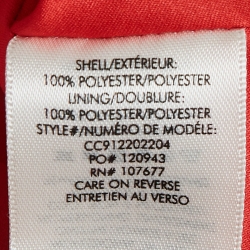 SHELL/EXTÉRIEUR:
100% POLYESTER/POLYESTER
LINING/DOUBLURE:
100% POLYESTER/POLYESTER
STYLE#/NUMÉRO DE MODÈLE:
CC912202204
PO# 120943
RN# 107677
CARE ON REVERSE
ENTRETIEN AU VERSO